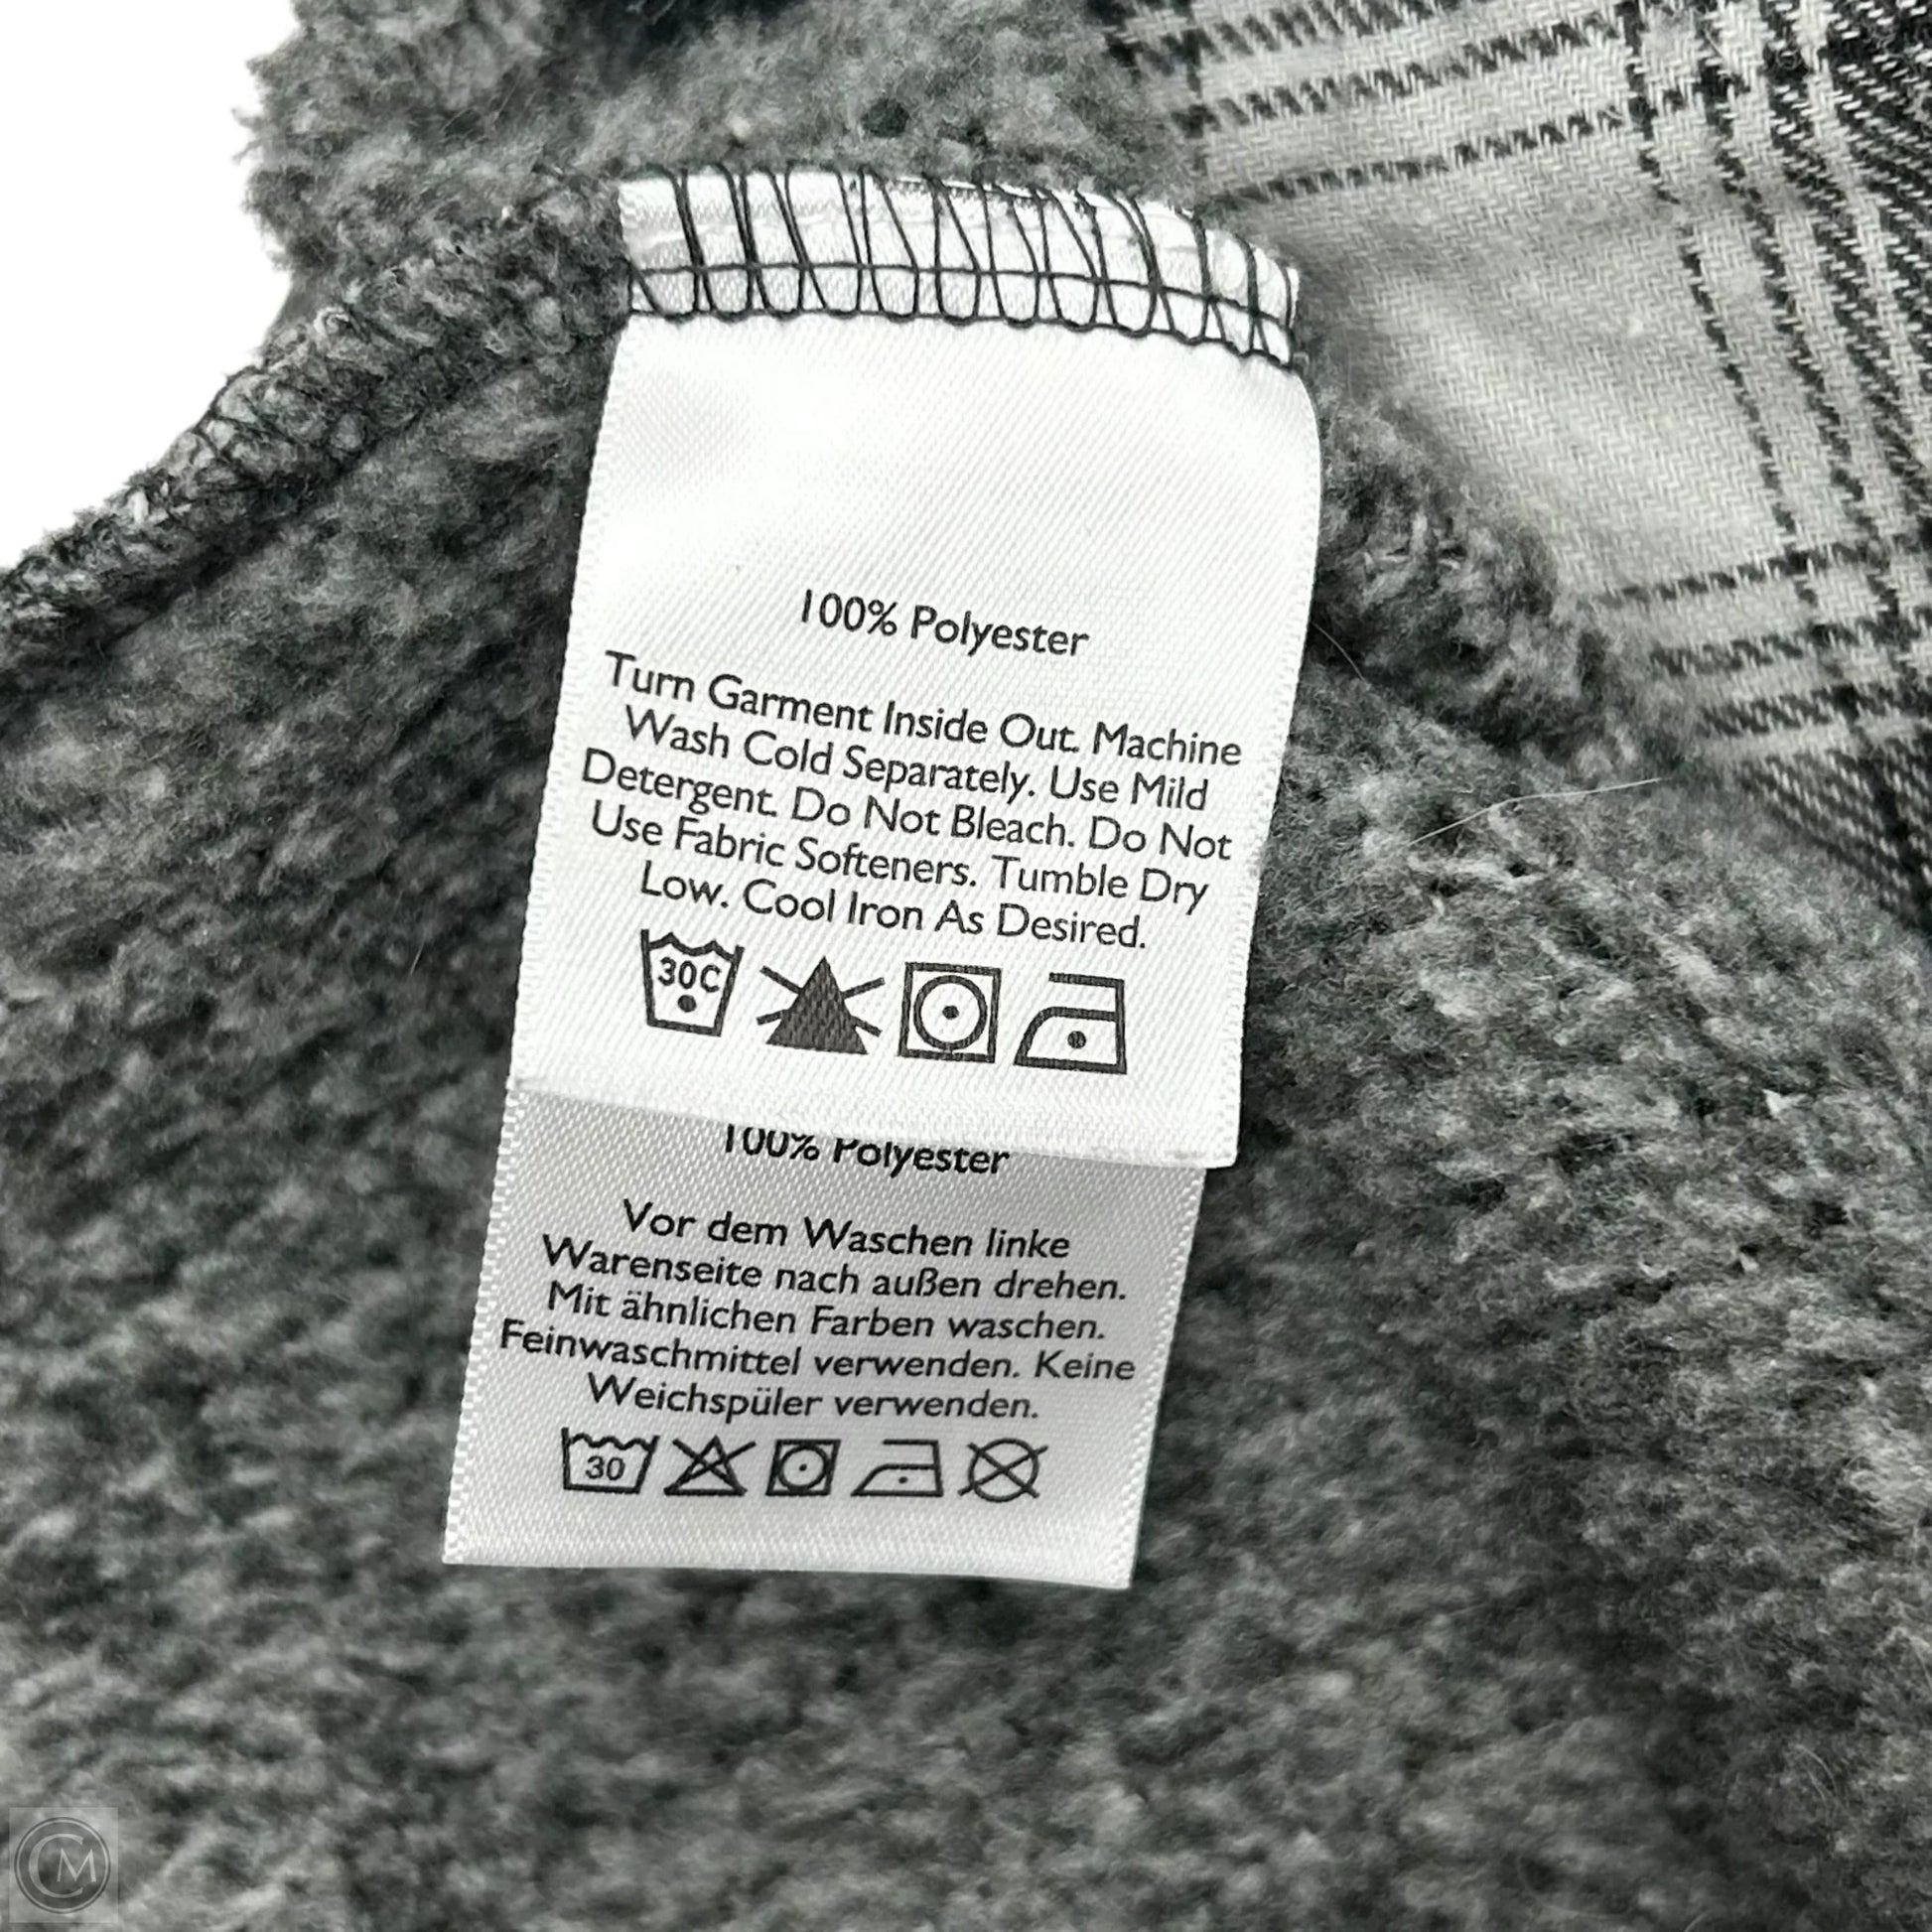 100% Polyester
Turn Garment Inside Out. Machine
Wash Cold Separately. Use Mild
Detergent. Do Not Bleach. Do Not
Use Fabric Softeners. Tumble Dry
Low. Cool Iron As Desired.
30C
100% Polyester
Vor dem Waschen linke
Warenseite nach außen drehen.
Mit ähnlichen Farben waschen.
Feinwaschmittel verwenden. Keine
Weichspüler verwenden.
30
CM